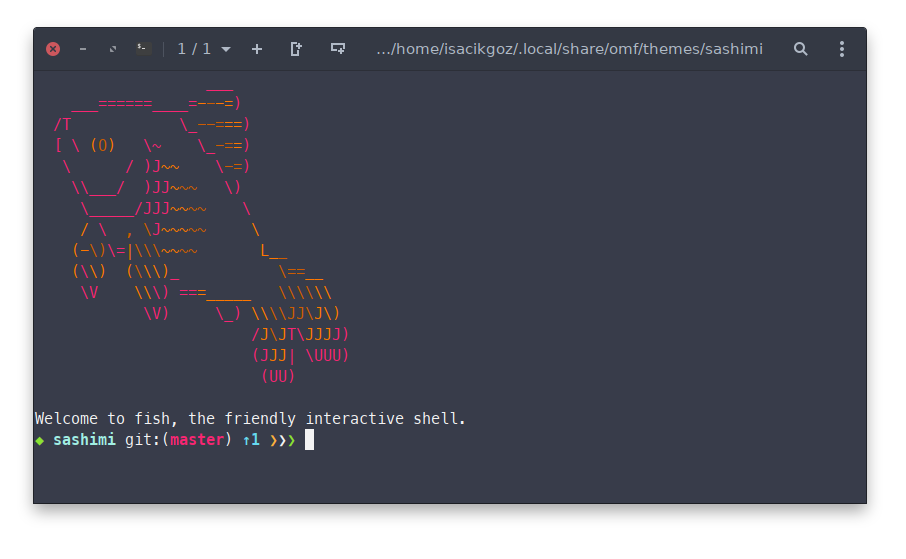 1 / 1 …/home/isacikgoz/.local/share/omf/themes/sashimi
                   ___
    ___======____=---=)
  /T            \_--===)
  [ \ (O)   \~    \_-==)
   \      / )J~~    \-=)
    \\___/  )JJ~~~   \)
     \_____/JJJ~~~~    \
     / \  , \J~~~~~     \
    (-\)\=|\\\~~~~       L__
    (\\)  (\\\)_           \==__
     \V    \\\) ===_____   \\\\\\
            \V)     \_) \\\\JJ\J\)
                        /J\JT\JJJJ)
                        (JJJ| \UUU)
                         (UU)
Welcome to fish, the friendly interactive shell.
◆ sashimi git:(master) ↑1 ❯❯❯